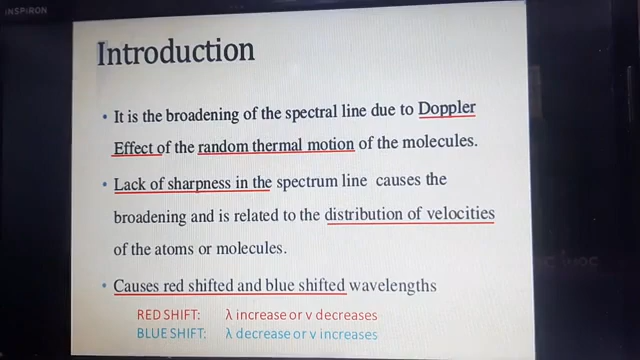 INSPIRON
Introduction
• It is the broadening of the spectral line due to Doppler
Effect of the random thermal motion of the molecules.
• Lack of sharpness in the spectrum line causes the
broadening and is related to the distribution of velocities
of the atoms or molecules.
• Causes red shifted and blue shifted wavelengths
RED SHIFT: λ increase or ν decreases
BLUE SHIFT: λ decrease or ν increases